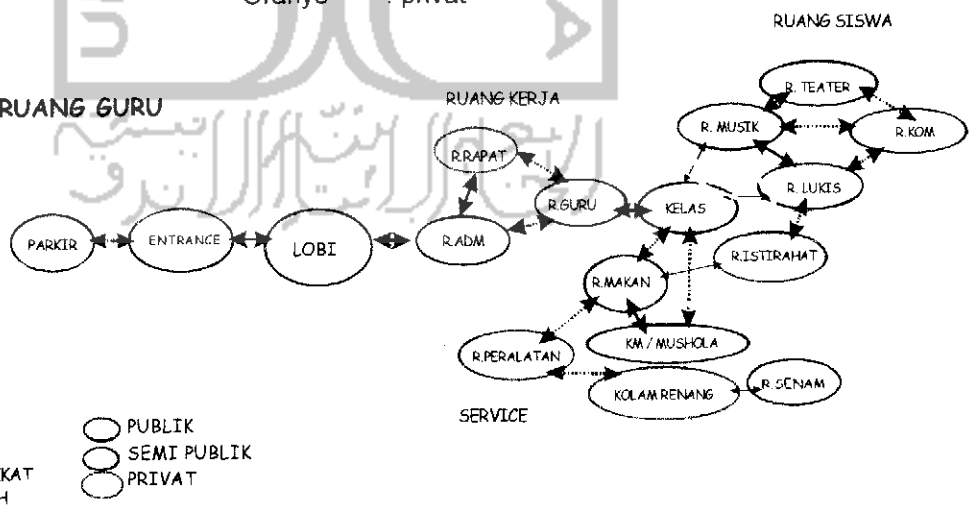 : privat
RUANG SISWA
RUANG GURU
RUANG KERJA
R. TEATER
R. MUSIK
R.KOM
R.RAPAT
R. LUKIS
R.GURU
KELAS
PARKIR
ENTRANCE
LOBI
R.ADM
R.ISTIRAHAT
R.MAKAN
R.PERALATAN
KM / MUSHOLA
KOLAM RENANG
R.SENAM
SERVICE
PUBLIK
SEMI PUBLIK
PRIVAT
KAT
H